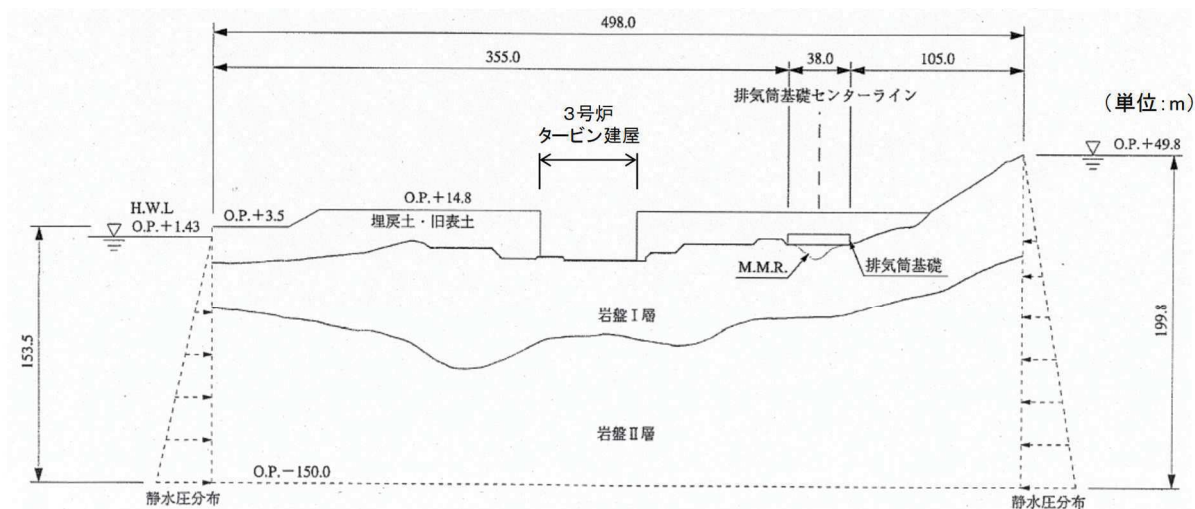 498.0
355.0
38.0
105.0
排気筒基礎センターライン
(単位:m)
3号炉
タービン建屋
O.P.+49.8
H.W.L
O.P.+1.43
O.P.+3.5
O.P.+14.8
埋戻土・旧表土
M.M.R.
排気筒基礎
岩盤Ⅰ層
153.5
199.8
岩盤Ⅱ層
O.P.-150.0
静水圧分布
静水圧分布